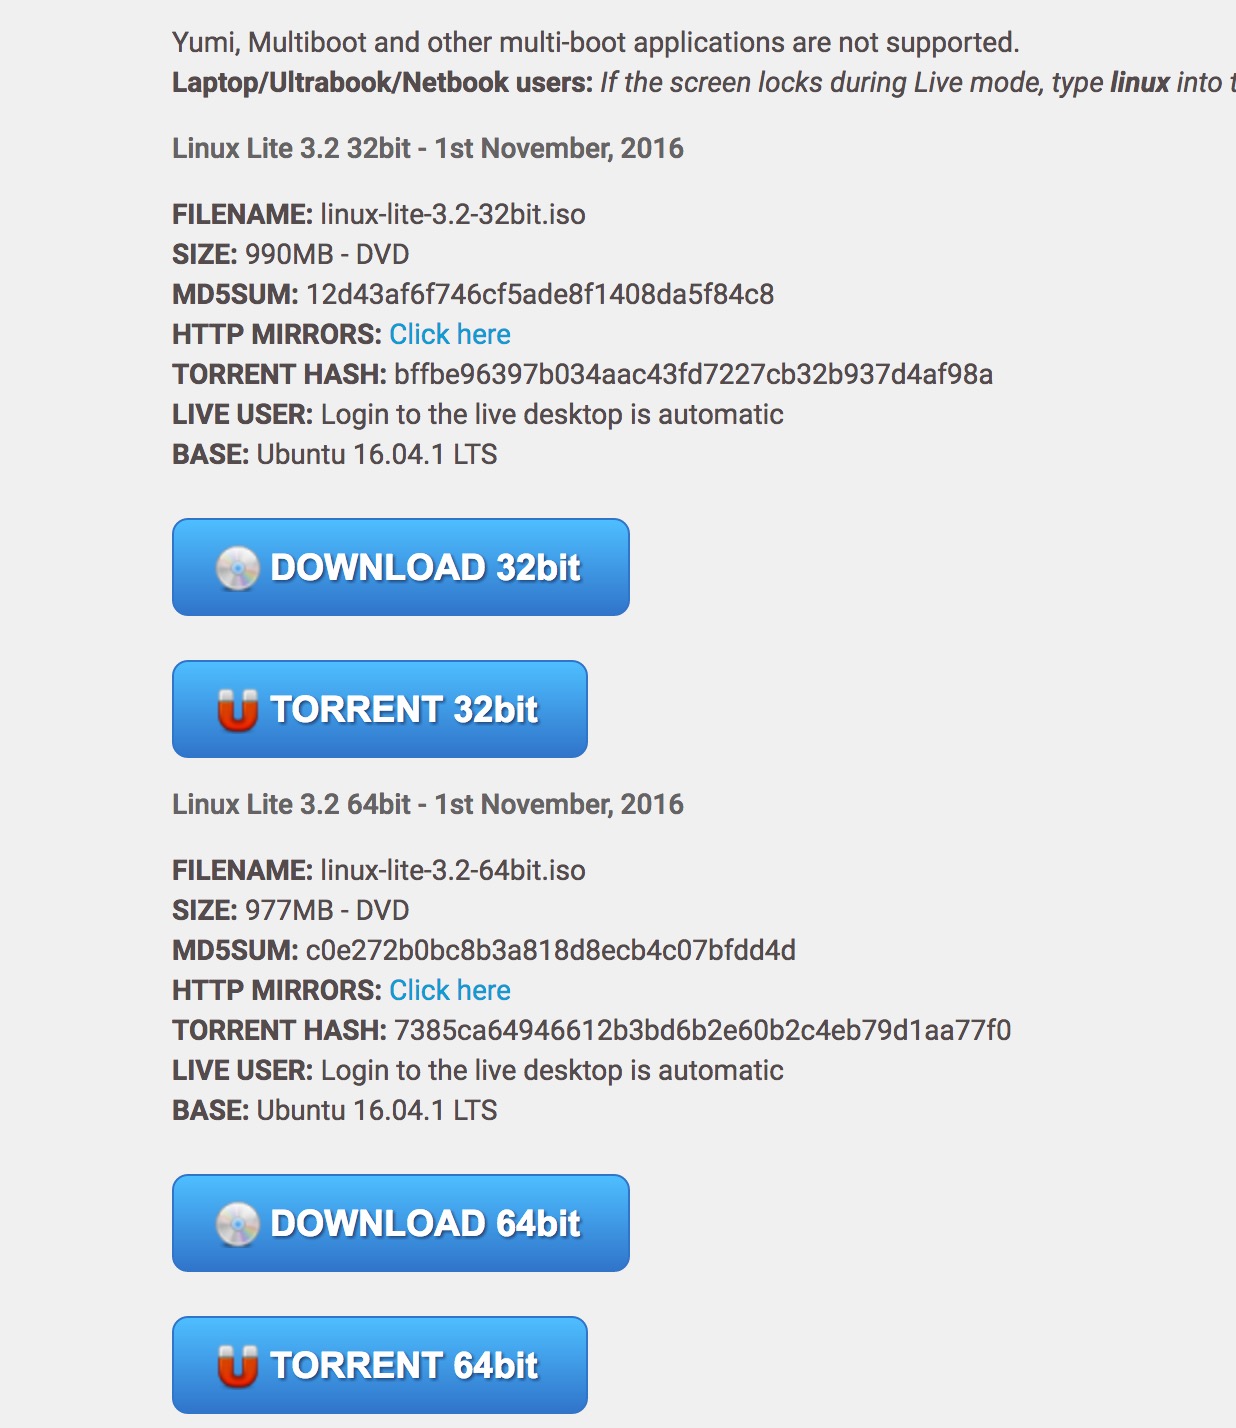 Yumi, Multiboot and other multi-boot applications are not supported.
Laptop/Ultrabook/Netbook users: If the screen locks during Live mode, type linux into
Linux Lite 3.2 32bit - 1st November, 2016
FILENAME: linux-lite-3.2-32bit.iso
SIZE: 990MB - DVD
MD5SUM: 12d43af6f746cf5ade8f1408da5f84c8
HTTP MIRRORS: Click here
TORRENT HASH: bffbe96397b034aac43fd7227cb32b937d4af98a
LIVE USER: Login to the live desktop is automatic
BASE: Ubuntu 16.04.1 LTS
DOWNLOAD 32bit
TORRENT 32bit
Linux Lite 3.2 64bit - 1st November, 2016
FILENAME: linux-lite-3.2-64bit.iso
SIZE: 977MB - DVD
MD5SUM: c0e272b0bc8b3a818d8ecb4c07bfdd4d
HTTP MIRRORS: Click here
TORRENT HASH: 7385ca64946612b3bd6b2e60b2c4eb79d1aa77f0
LIVE USER: Login to the live desktop is automatic
BASE: Ubuntu 16.04.1 LTS
DOWNLOAD 64bit
TORRENT 64bit